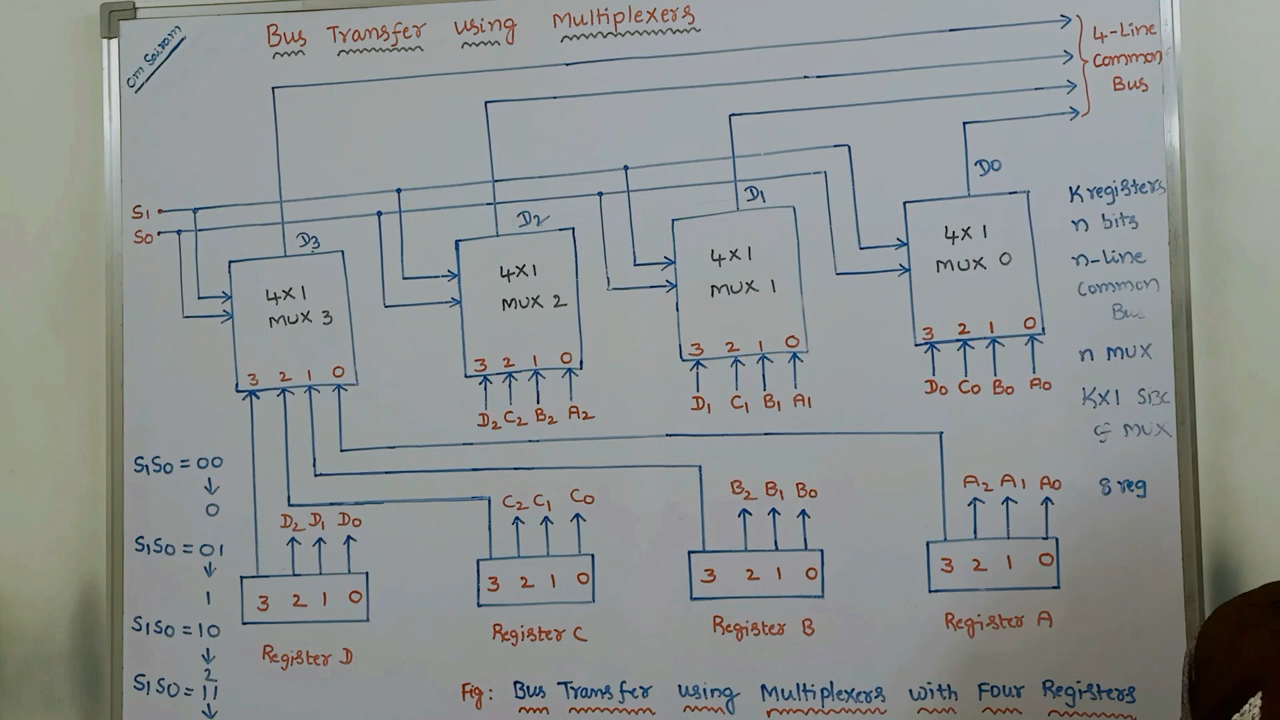 Om Sairam
Bus Transfer using Multiplexers
4-Line
Common
Bus
S1
S0
D3
D2
D1
D0
4X1
MUX 3
3 2 1 0
4X1
MUX 2
3 2 1 0
D2 C2 B2 A2
4X1
MUX 1
3 2 1 0
D1 C1 B1 A1
4X1
MUX 0
3 2 1 0
D0 C0 B0 A0
K registers
n bits
n-line
common
n MUX
KX1
of MUX
8 reg
S1S0 = 00
0
S1S0 = 01
1
S1S0 = 10
2
S1S0 = 11
D2 D1 D0
3 2 1 0
Register D
C2 C1 C0
3 2 1 0
Register C
B2 B1 B0
3 2 1 0
Register B
A2 A1 A0
3 2 1 0
Register A
Fig: Bus Transfer using Multiplexers with Four Registers